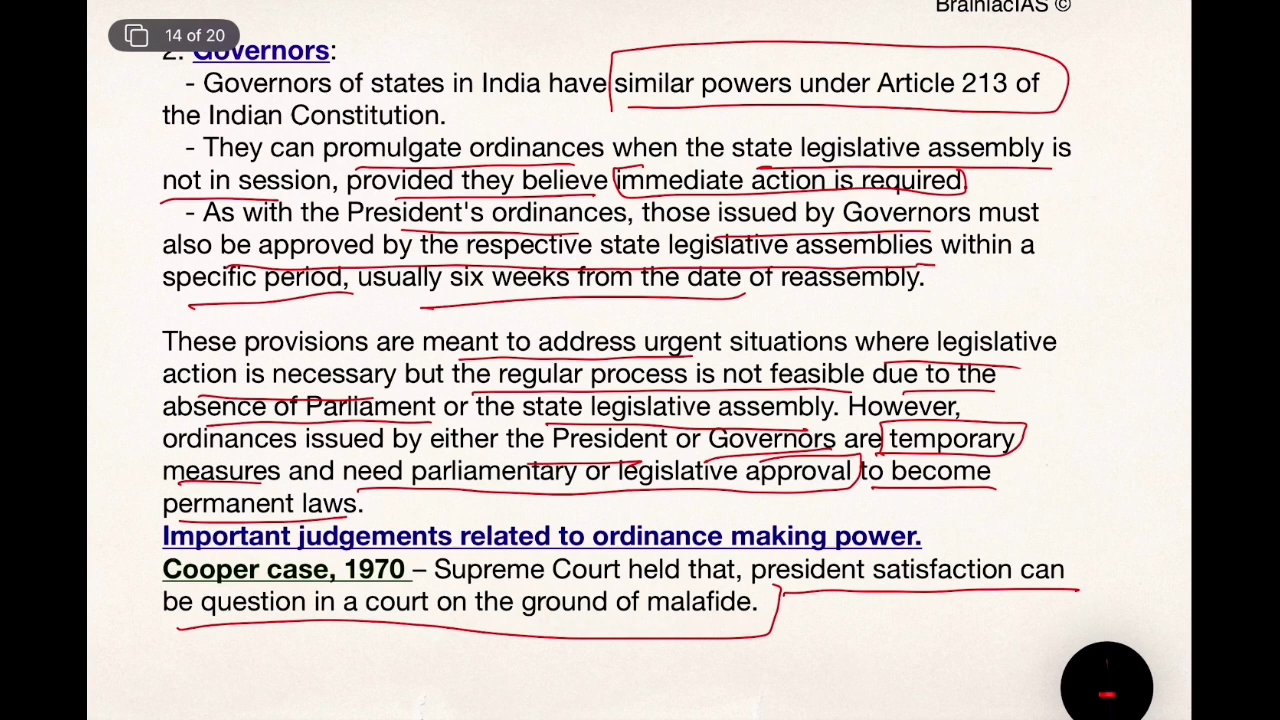 BrainiacIAS ©
14 of 20
2. Governors:
- Governors of states in India have similar powers under Article 213 of
the Indian Constitution.
- They can promulgate ordinances when the state legislative assembly is
not in session, provided they believe immediate action is required.
- As with the President's ordinances, those issued by Governors must
also be approved by the respective state legislative assemblies within a
specific period, usually six weeks from the date of reassembly.
These provisions are meant to address urgent situations where legislative
action is necessary but the regular process is not feasible due to the
absence of Parliament or the state legislative assembly. However,
ordinances issued by either the President or Governors are temporary
measures and need parliamentary or legislative approval to become
permanent laws.
Important judgements related to ordinance making power.
Cooper case, 1970 – Supreme Court held that, president satisfaction can
be question in a court on the ground of malafide.